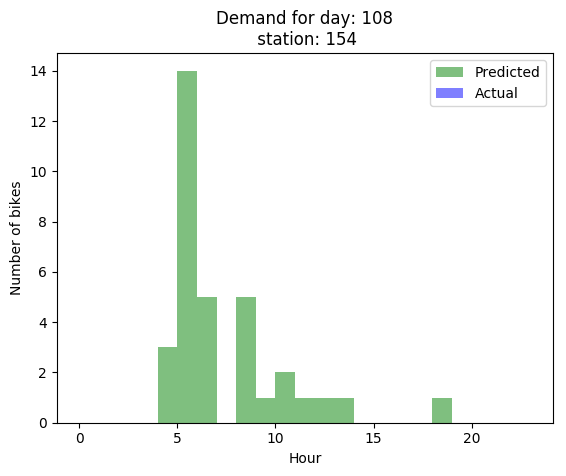 Demand for day: 108
station: 154
Predicted
Actual
Number of bikes
14
12
10
8
6
4
2
0
0
5
10
15
20
Hour